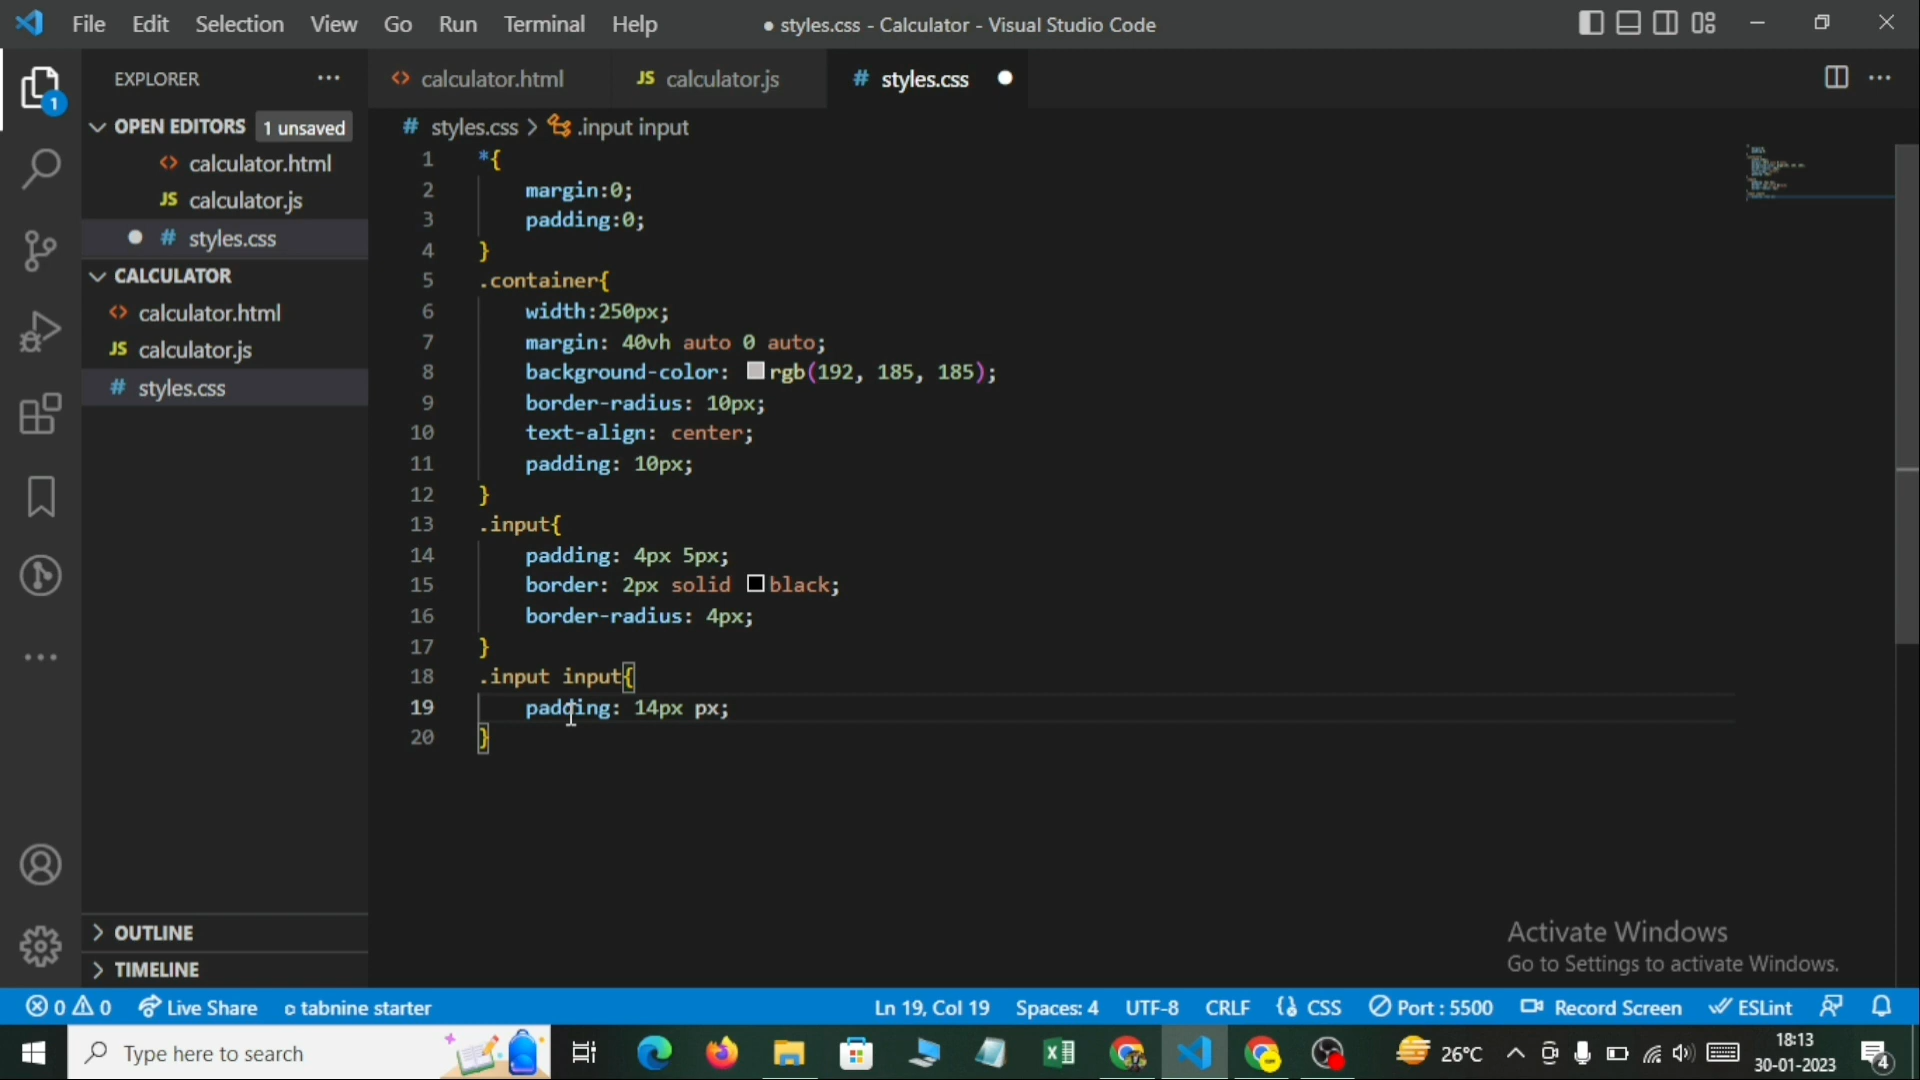 File Edit Selection View Go Run Terminal Help
● styles.css - Calculator - Visual Studio Code
EXPLORER
calculator.html
JS calculator.js
# styles.css
OPEN EDITORS 1 unsaved
calculator.html
JS calculator.js
# styles.css
CALCULATOR
calculator.html
JS calculator.js
# styles.css
OUTLINE
TIMELINE
1
# styles.css > .input input
1 *{
2 margin:0;
3 padding:0;
4 }
5 .container{
6 width:250px;
7 margin: 40vh auto 0 auto;
8 background-color: rgb(192, 185, 185);
9 border-radius: 10px;
10 text-align: center;
11 padding: 10px;
12 }
13 .input{
14 padding: 4px 5px;
15 border: 2px solid black;
16 border-radius: 4px;
17 }
18 .input input{
19 padding: 14px px;
20 }
Activate Windows
Go to Settings to activate Windows.
0 0 Live Share tabnine starter
Ln 19, Col 19 Spaces: 4 UTF-8 CRLF CSS Port : 5500 Record Screen ESLint
Type here to search
26°C
18:13
30-01-2023
4